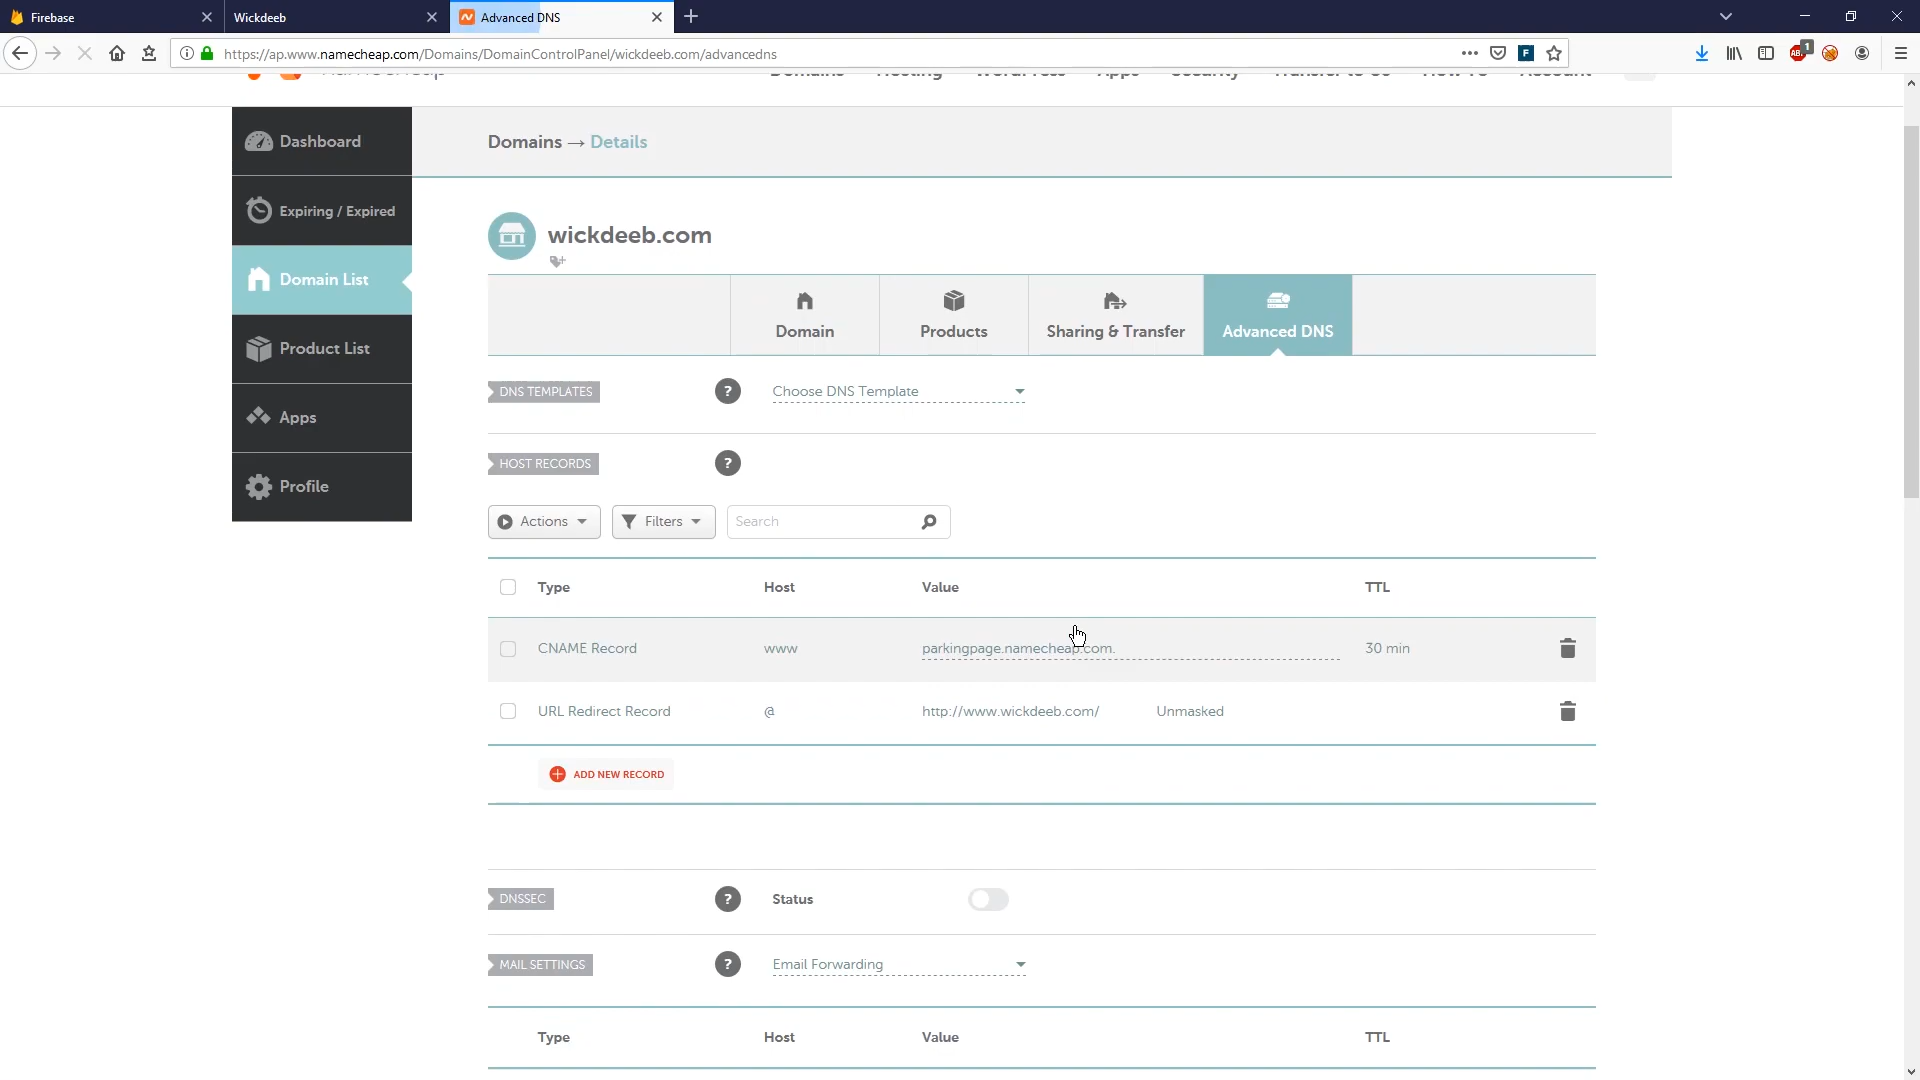 Firebase
Wickdeeb
Advanced DNS
https://ap.www.namecheap.com/Domains/DomainControlPanel/wickdeeb.com/advancedns
1
Domains Hosting WordPress Apps Security Transfer to Us Account
Dashboard
Expiring / Expired
Domain List
Product List
Apps
Profile
Domains → Details
wickdeeb.com
Domain
Products
Sharing & Transfer
Advanced DNS
DNS TEMPLATES
?
Choose DNS Template
HOST RECORDS
?
Actions
Filters
Search
Type Host Value TTL
CNAME Record www parkingpage.namecheap.com. 30 min
URL Redirect Record @ http://www.wickdeeb.com/ Unmasked
ADD NEW RECORD
DNSSEC
?
Status
MAIL SETTINGS
?
Email Forwarding
Type Host Value TTL